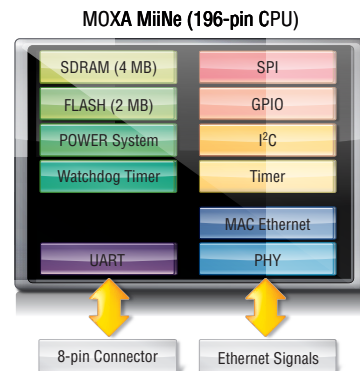 MOXA MiiNe (196-pin CPU)
SDRAM (4 MB)
SPI
FLASH (2 MB)
GPIO
POWER System
I²C
Watchdog Timer
Timer
MAC Ethernet
UART
PHY
8-pin Connector
Ethernet Signals